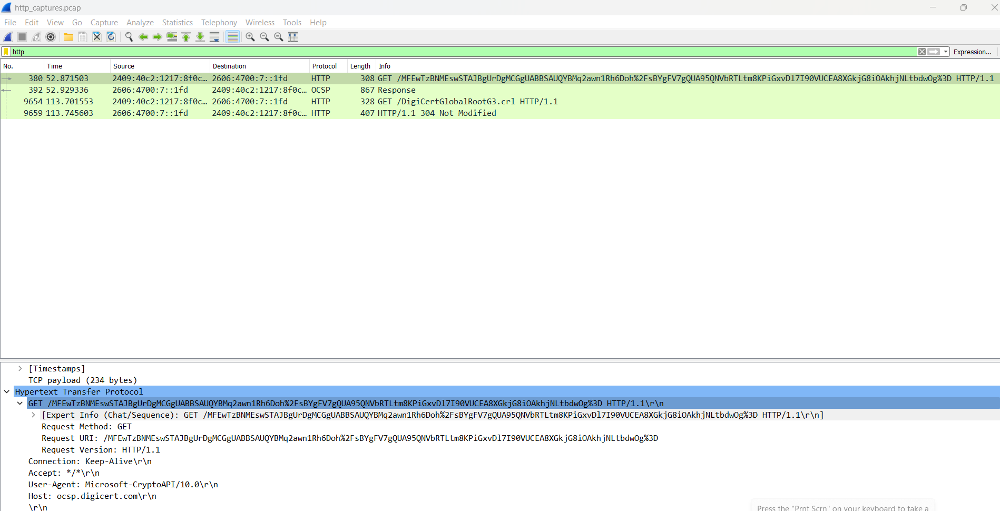 http_captures.pcap
File Edit View Go Capture Analyze Statistics Telephony Wireless Tools Help
http Expression...
No. Time Source Destination Protocol Length Info
380 52.871503 2409:40c2:1217:8f0c… 2606:4700:7::1fd HTTP 308 GET /MFEwTzBNMEswSTAJBgUrDgMCGgUABBSAUQYBMq2awn1Rh6Doh%2FsBYgFV7gQUA95QNVbRTLtm8KPiGxvDl7I90VUCEA8XGkjG8iOAkhjNLtbdwOg%3D HTTP/1.1
392 52.929336 2606:4700:7::1fd 2409:40c2:1217:8f0c… OCSP 867 Response
9654 113.701553 2409:40c2:1217:8f0c… 2606:4700:7::1fd HTTP 328 GET /DigiCertGlobalRootG3.crl HTTP/1.1
9659 113.745603 2606:4700:7::1fd 2409:40c2:1217:8f0c… HTTP 407 HTTP/1.1 304 Not Modified
[Timestamps]
TCP payload (234 bytes)
Hypertext Transfer Protocol
GET /MFEwTzBNMEswSTAJBgUrDgMCGgUABBSAUQYBMq2awn1Rh6Doh%2FsBYgFV7gQUA95QNVbRTLtm8KPiGxvDl7I90VUCEA8XGkjG8iOAkhjNLtbdwOg%3D HTTP/1.1\r\n
[Expert Info (Chat/Sequence): GET /MFEwTzBNMEswSTAJBgUrDgMCGgUABBSAUQYBMq2awn1Rh6Doh%2FsBYgFV7gQUA95QNVbRTLtm8KPiGxvDl7I90VUCEA8XGkjG8iOAkhjNLtbdwOg%3D HTTP/1.1\r\n]
Request Method: GET
Request URI: /MFEwTzBNMEswSTAJBgUrDgMCGgUABBSAUQYBMq2awn1Rh6Doh%2FsBYgFV7gQUA95QNVbRTLtm8KPiGxvDl7I90VUCEA8XGkjG8iOAkhjNLtbdwOg%3D
Request Version: HTTP/1.1
Connection: Keep-Alive\r\n
Accept: */*\r\n
User-Agent: Microsoft-CryptoAPI/10.0\r\n
Host: ocsp.digicert.com\r\n
\r\n
Press the "Prnt Scrn" on your keyboard to take a